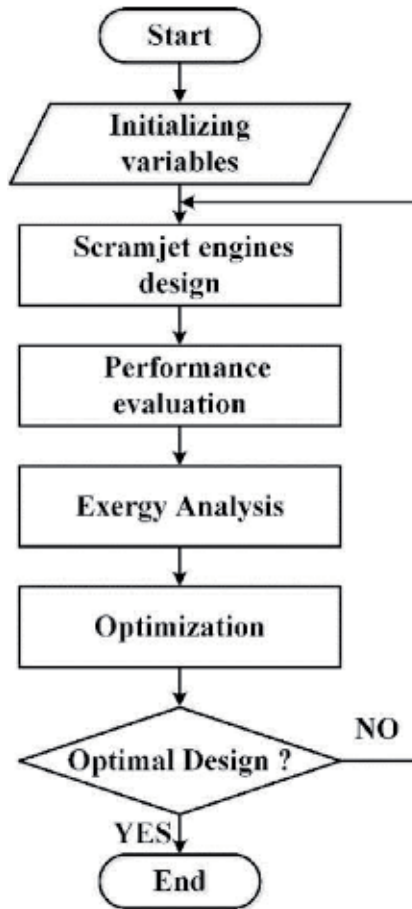 Start
Initializing
variables
Scramjet engines
design
Performance
evaluation
Exergy Analysis
Optimization
Optimal Design ?
NO
YES
End